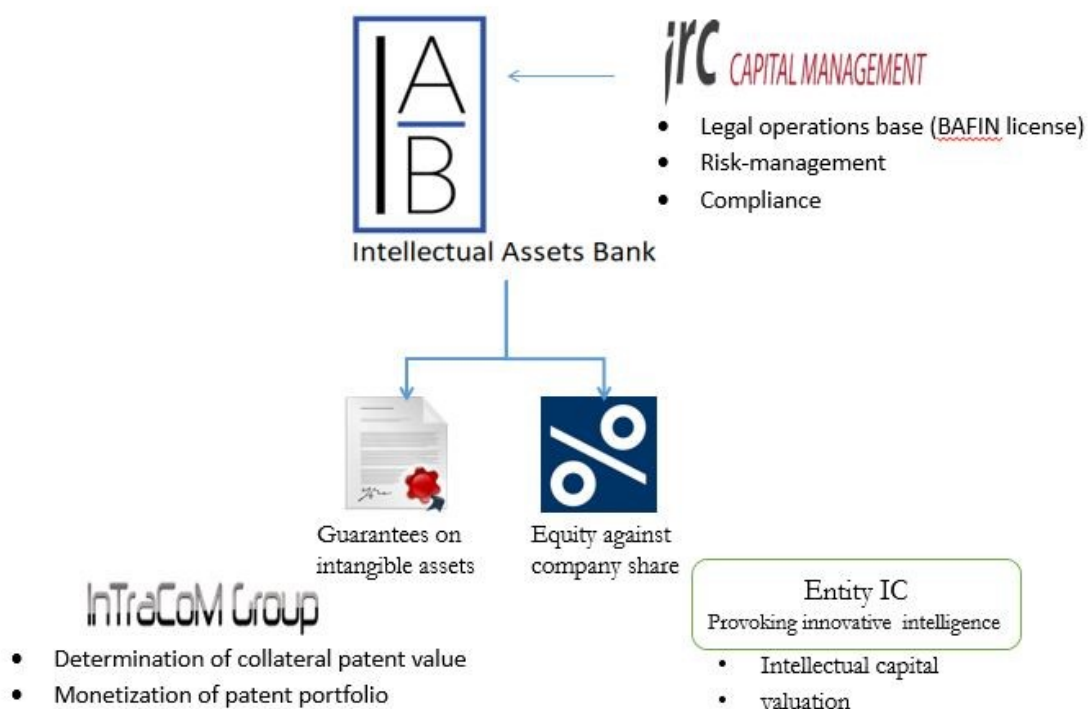 IAB
Intellectual Assets Bank
jrc CAPITAL MANAGEMENT
• Legal operations base (BAFIN license)
• Risk-management
• Compliance
Guarantees on
intangible assets
%
Equity against
company share
InTraCoM Group
• Determination of collateral patent value
• Monetization of patent portfolio
Entity IC
Provoking innovative intelligence
• Intellectual capital
• valuation